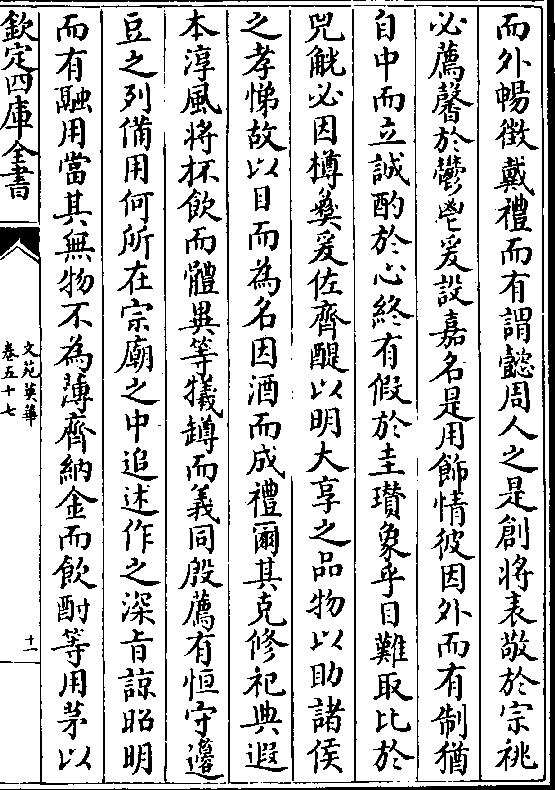 而外暢徴戴禮而有謂懿周人之是創將表敬於宗祧
必薦馨於鬱鬯爰設嘉名是用飾情彼因外而有制猶
自中而立誠酌於心終有假於圭瓚象乎目難取比於
兕觥必因樽彝爰佐齊醍以明大享之品物以助諸侯
之孝悌故以目而為名因酒而成禮爾其克修祀典遐
本淳風將抔飲而體異等犧罇而義同殷薦有恒守籩
豆之列備用何所在宗廟之中追述作之深旨諒昭明
而有融用當其無物不為薄齊納金而飲酎等用茅以
欽定四庫全書
文苑英華
卷五十七
十一